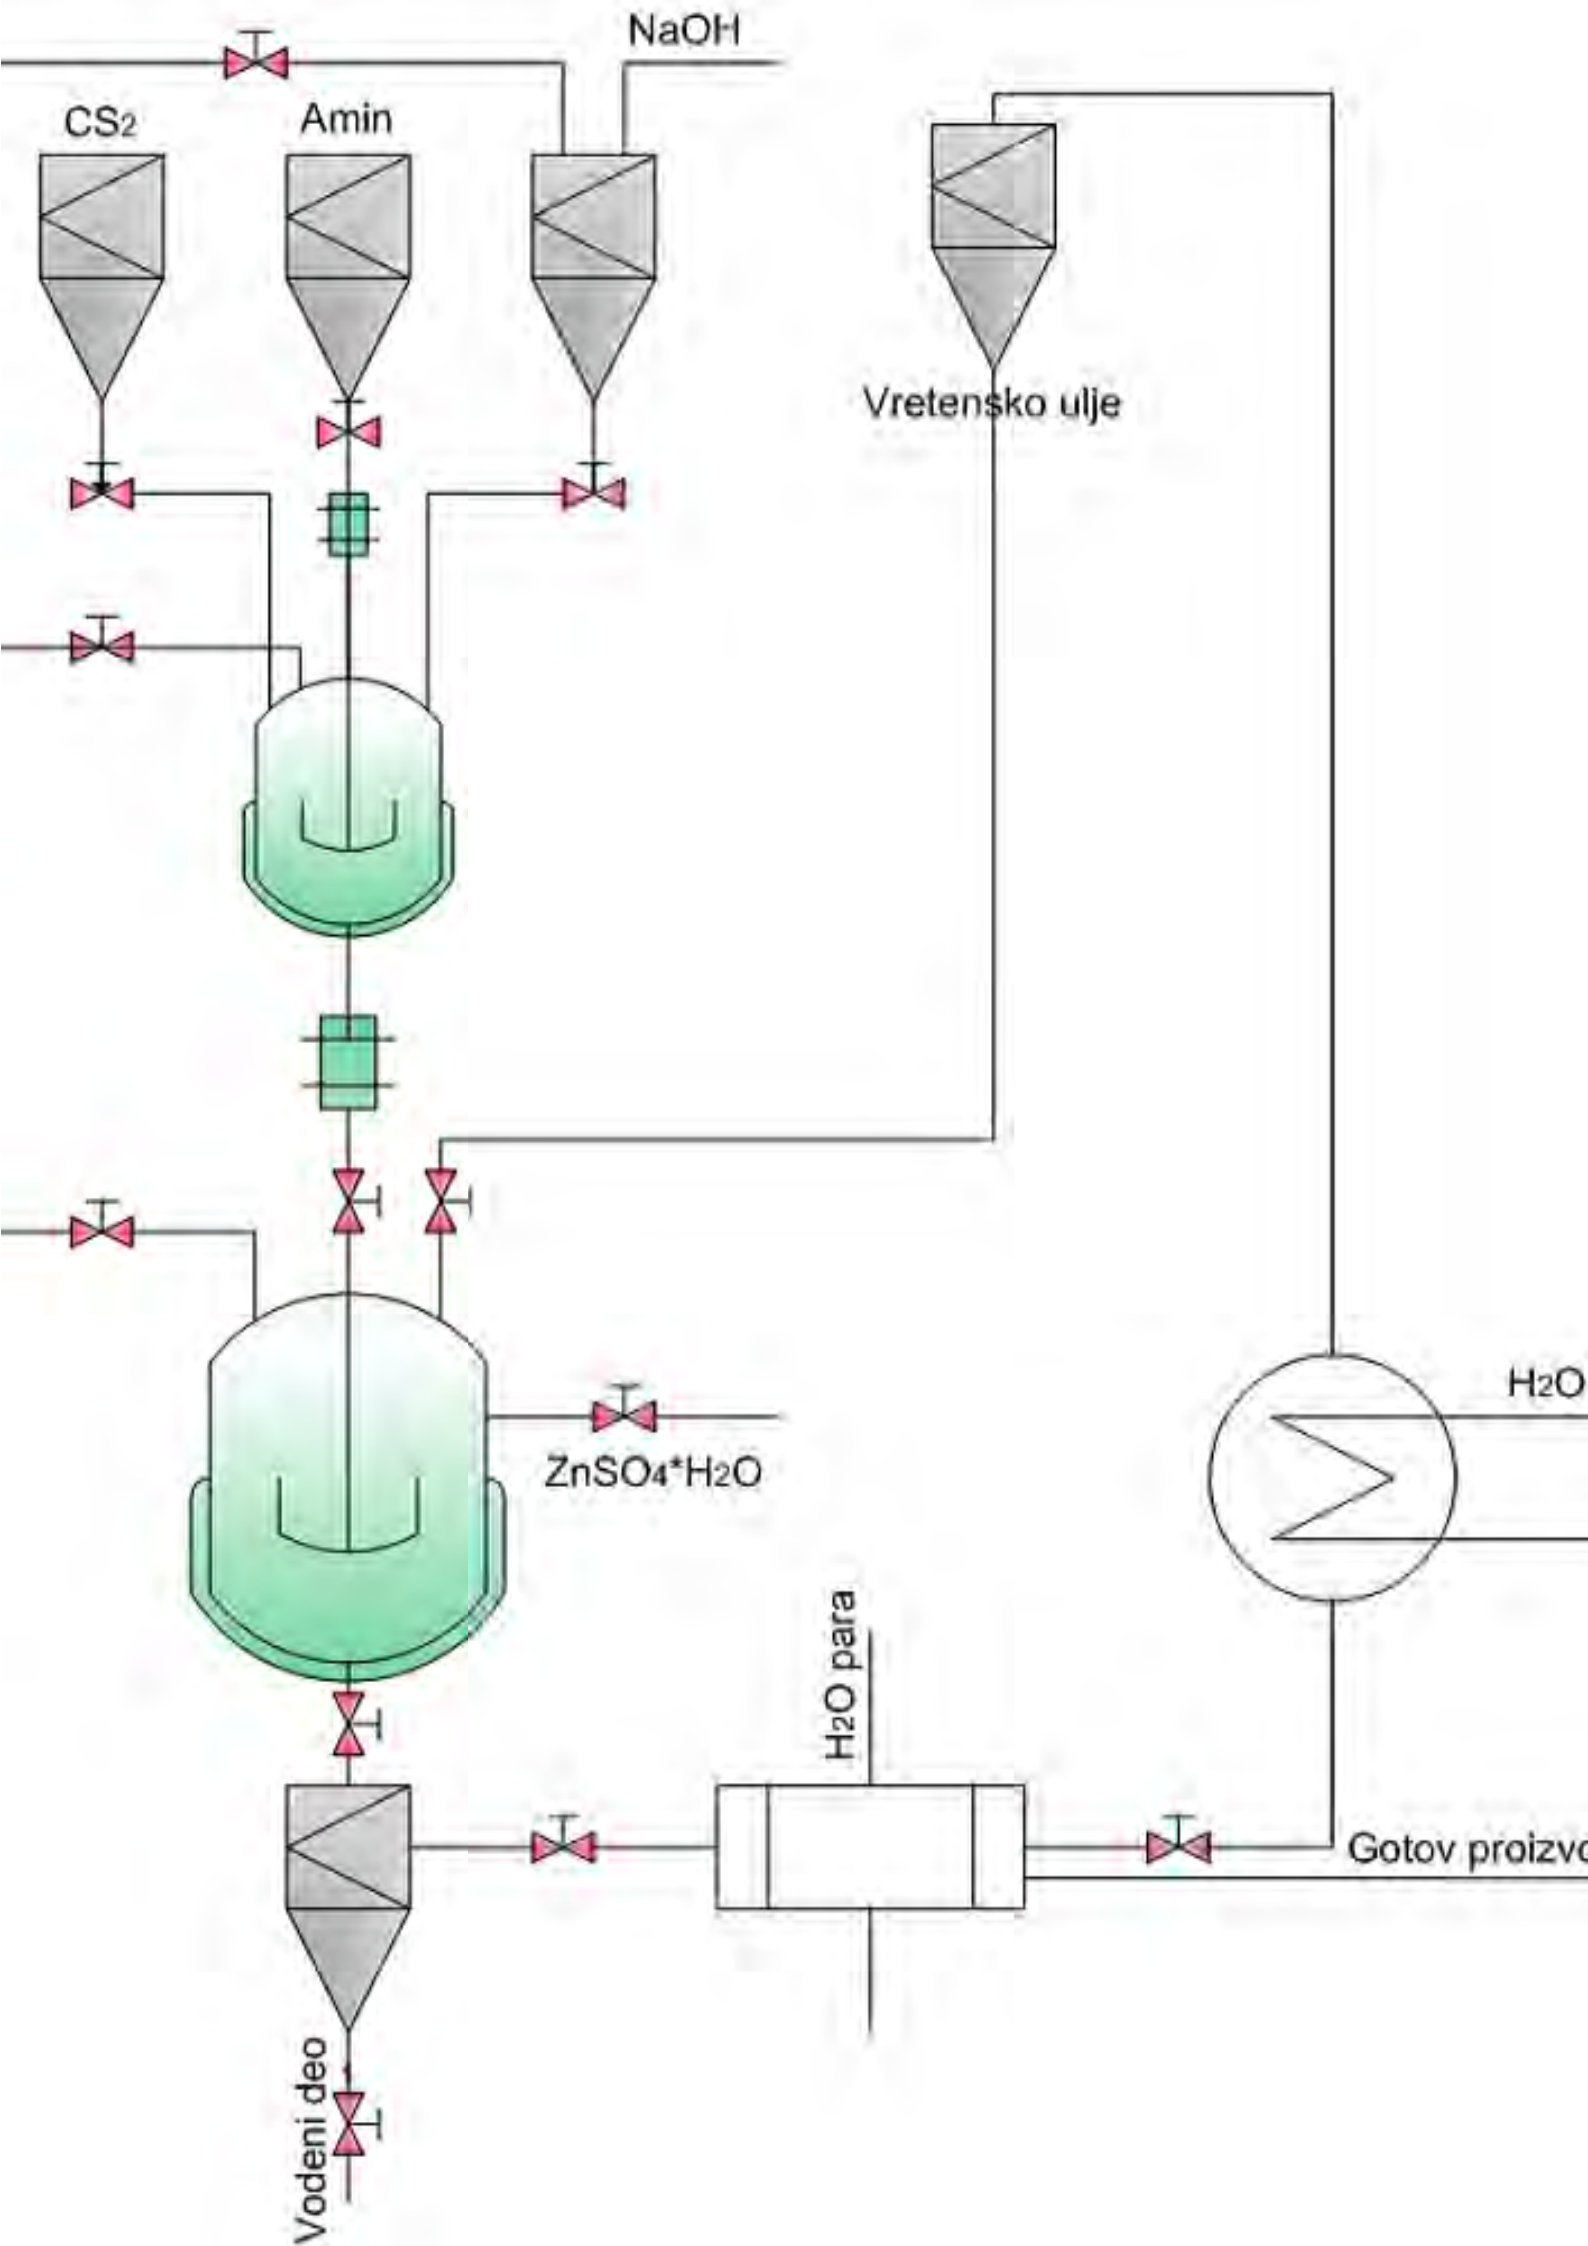 NaOH
CS2
Amin
Vretensko ulje
H2O
ZnSO4*H2O
H2O para
Gotov proizvo
Vodeni deo